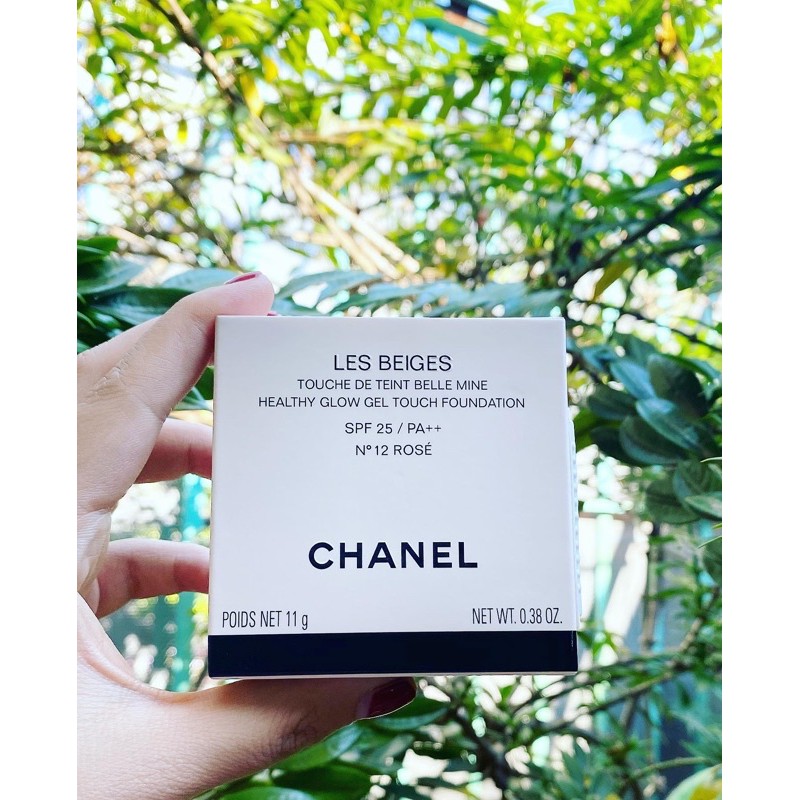 LES BEIGES
TOUCHE DE TEINT BELLE MINE
HEALTHY GLOW GEL TOUCH FOUNDATION
SPF 25 / PA++
N°12 ROSÉ
CHANEL
POIDS NET 11 g NET WT. 0.38 OZ.